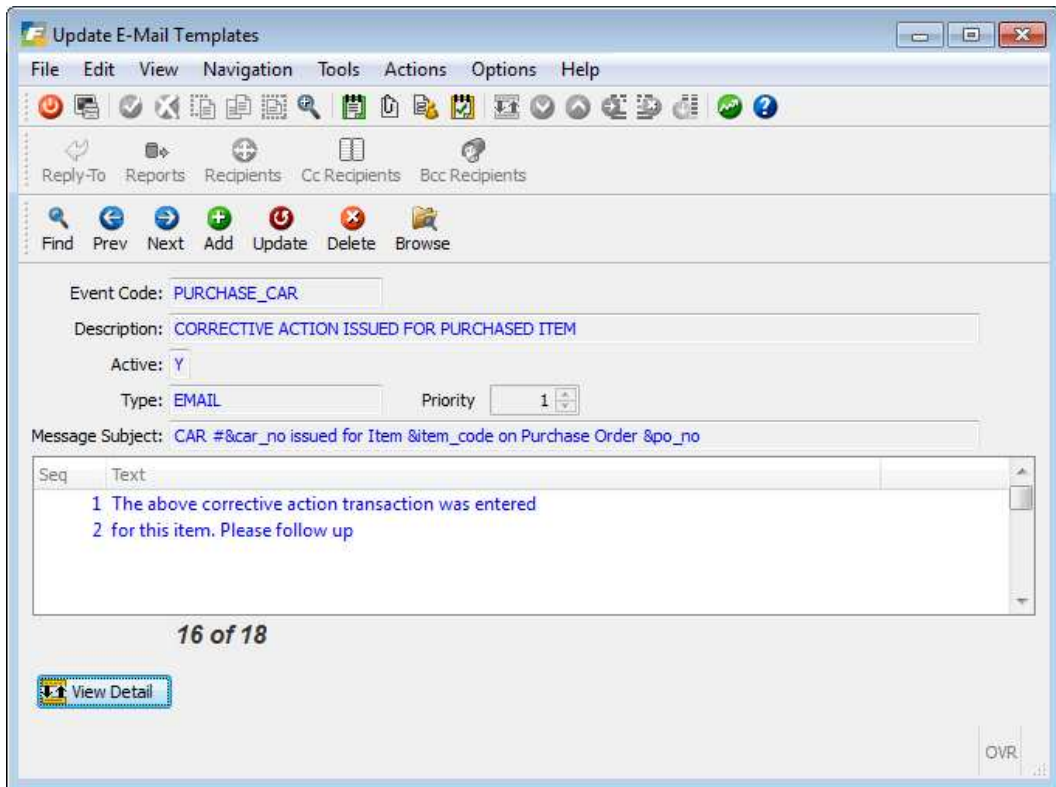 Update E-Mail Templates
File Edit View Navigation Tools Actions Options Help
Reply-To Reports Recipients Cc Recipients Bcc Recipients
Find Prev Next Add Update Delete Browse
Event Code: PURCHASE_CAR
Description: CORRECTIVE ACTION ISSUED FOR PURCHASED ITEM
Active: Y
Type: EMAIL Priority 1
Message Subject: CAR #&car_no issued for Item &item_code on Purchase Order &po_no
Seq Text
1 The above corrective action transaction was entered
2 for this item. Please follow up
16 of 18
View Detail
OVR